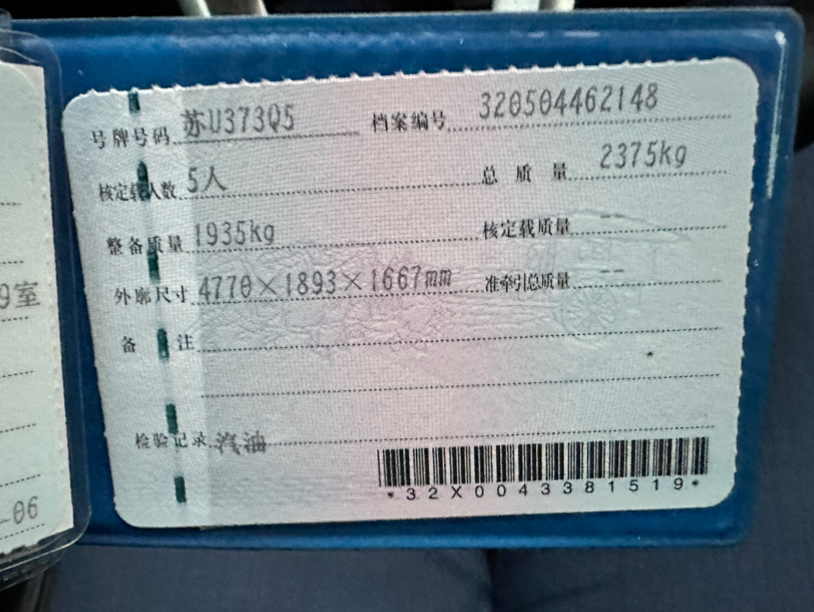 号牌号码 苏U373Q5 档案编号 320504462148
核定载人数 5人 总质量 2375kg
整备质量 1935kg 核定载质量 --
外廓尺寸 4770×1893×1667mm 准牵引总质量 --
备注
检验记录 汽油
*32X0043381519*
9室
-06